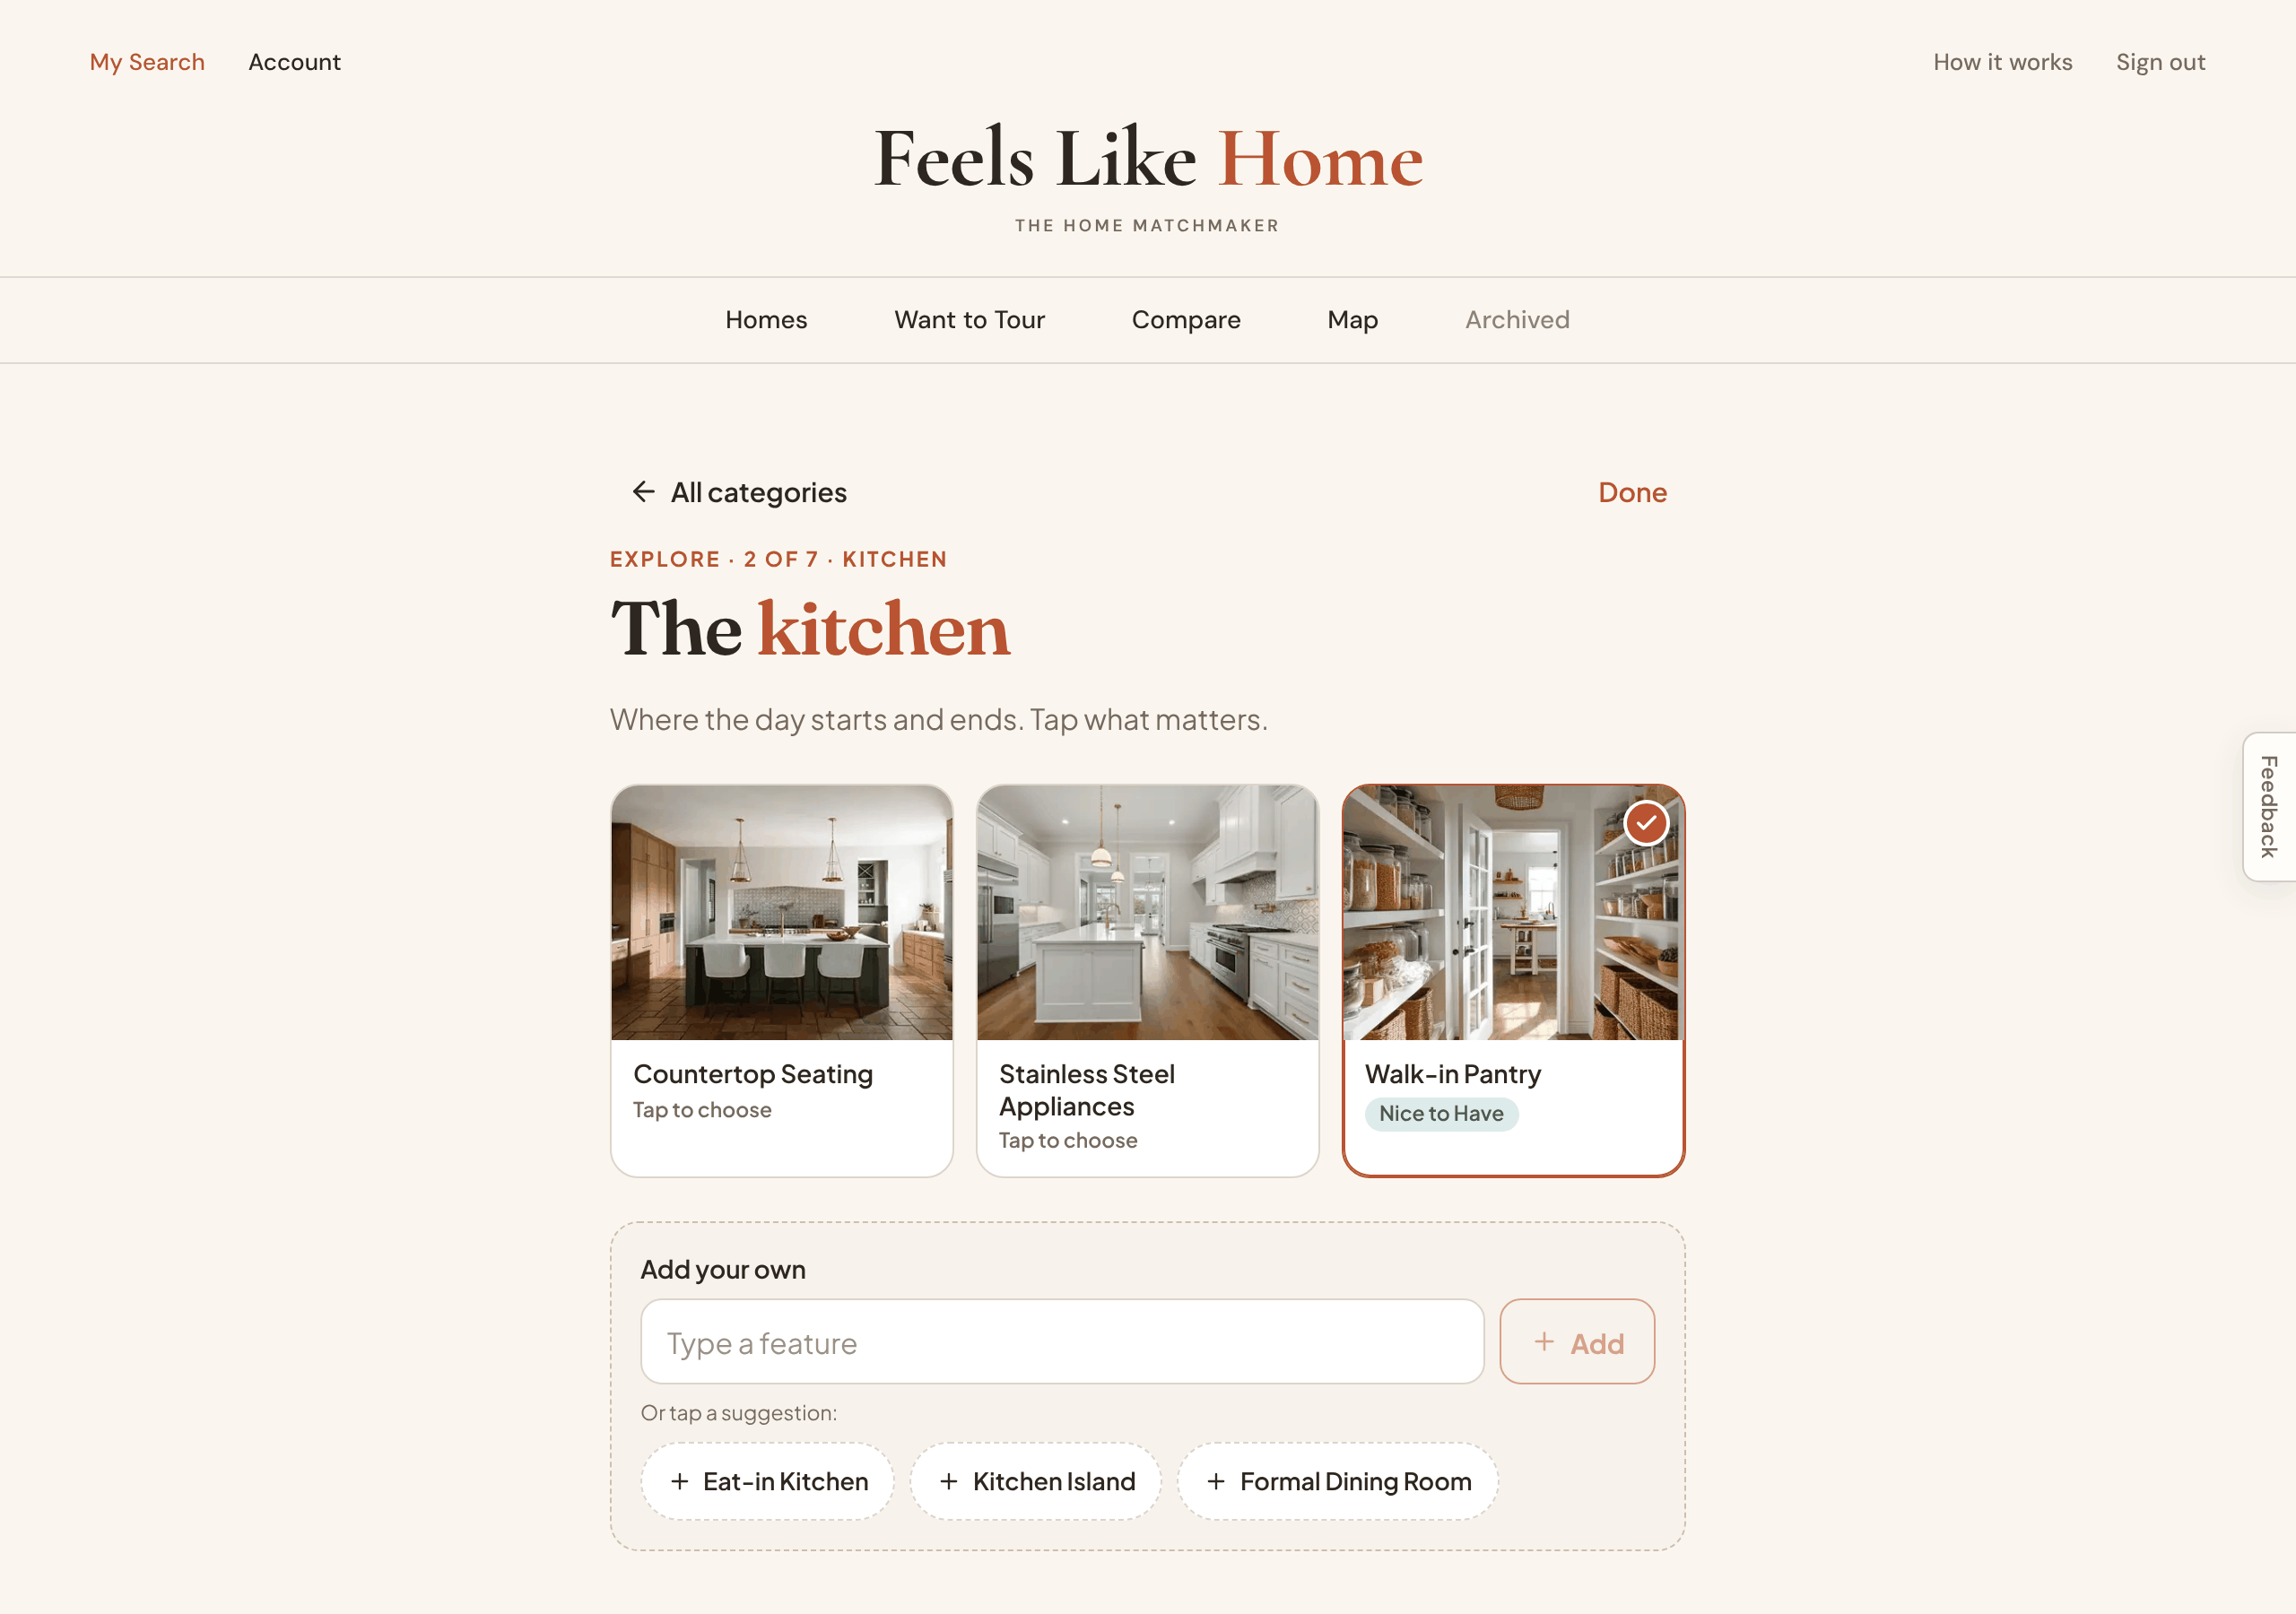 My Search
Account
How it works
Sign out
Feels Like Home
THE HOME MATCHMAKER
Homes
Want to Tour
Compare
Map
Archived
All categories
Done
EXPLORE · 2 OF 7 · KITCHEN
The kitchen
Where the day starts and ends. Tap what matters.
Countertop Seating
Tap to choose
Stainless Steel
Appliances
Tap to choose
Walk-in Pantry
Nice to Have
Feedback
Add your own
Type a feature
+ Add
Or tap a suggestion:
+ Eat-in Kitchen
+ Kitchen Island
+ Formal Dining Room